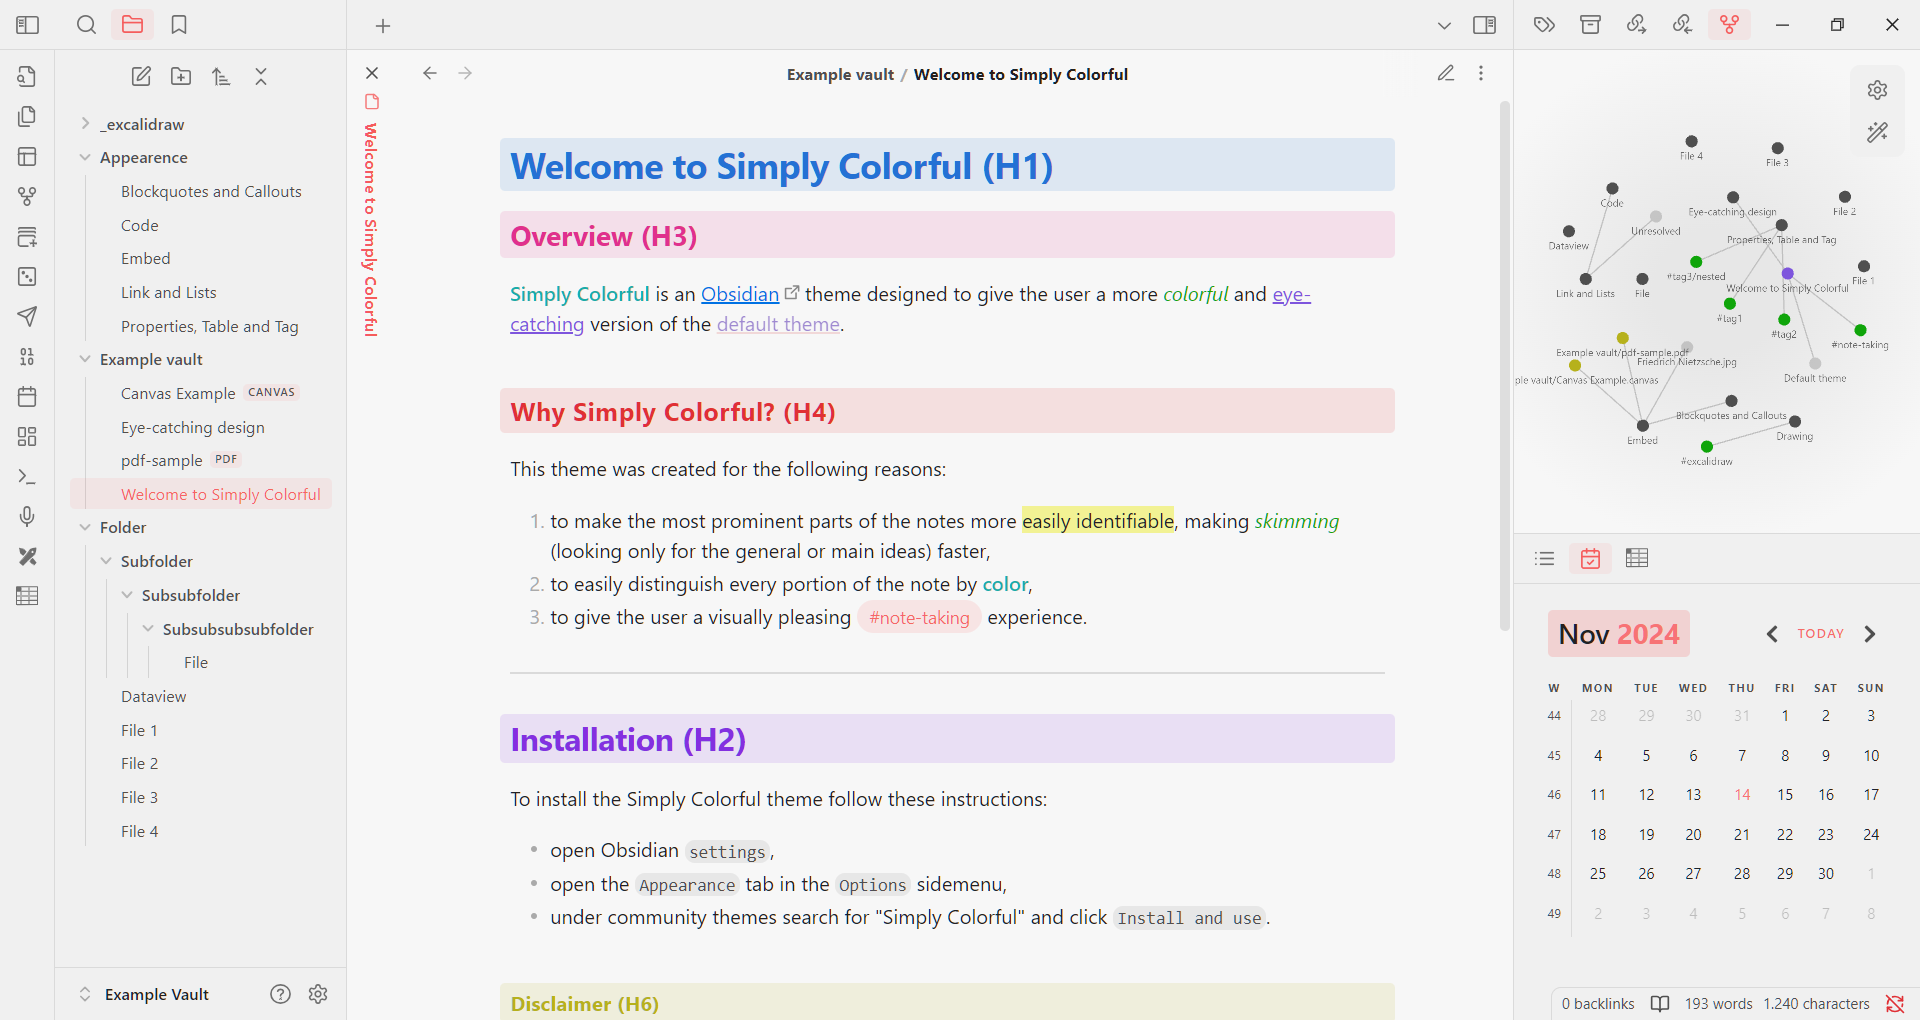 _excalidraw
Appearence
Blockquotes and Callouts
Code
Embed
Link and Lists
Properties, Table and Tag
Example vault
Canvas Example CANVAS
Eye-catching design
pdf-sample PDF
Welcome to Simply Colorful
Folder
Subfolder
Subsubfolder
Subsubsubsubfolder
File
Dataview
File 1
File 2
File 3
File 4
Example Vault
Welcome to Simply Colorful
Example vault / Welcome to Simply Colorful
Welcome to Simply Colorful (H1)
Overview (H3)
Simply Colorful is an Obsidian theme designed to give the user a more colorful and eye-
catching version of the default theme.
Why Simply Colorful? (H4)
This theme was created for the following reasons:
1. to make the most prominent parts of the notes more easily identifiable, making skimming
(looking only for the general or main ideas) faster,
2. to easily distinguish every portion of the note by color,
3. to give the user a visually pleasing #note-taking experience.
Installation (H2)
To install the Simply Colorful theme follow these instructions:
• open Obsidian settings,
• open the Appearance tab in the Options sidemenu,
• under community themes search for "Simply Colorful" and click Install and use.
Disclaimer (H6)
File 4
File 3
Code
Eye-catching design
File 2
Unresolved
Dataview
Properties, Table and Tag
#tag3/nested
File 1
Link and Lists
File
Welcome to Simply Colorful
#tag1
#tag2
#note-taking
Example vault/pdf-sample.pdf
Friedrich Nietzsche.jpg
ple vault/Canvas Example.canvas
Default theme
Blockquotes and Callouts
Embed
Drawing
#excalidraw
Nov 2024
TODAY
W MON TUE WED THU FRI SAT SUN
44 28 29 30 31 1 2 3
45 4 5 6 7 8 9 10
46 11 12 13 14 15 16 17
47 18 19 20 21 22 23 24
48 25 26 27 28 29 30 1
49 2 3 4 5 6 7 8
0 backlinks 193 words 1.240 characters